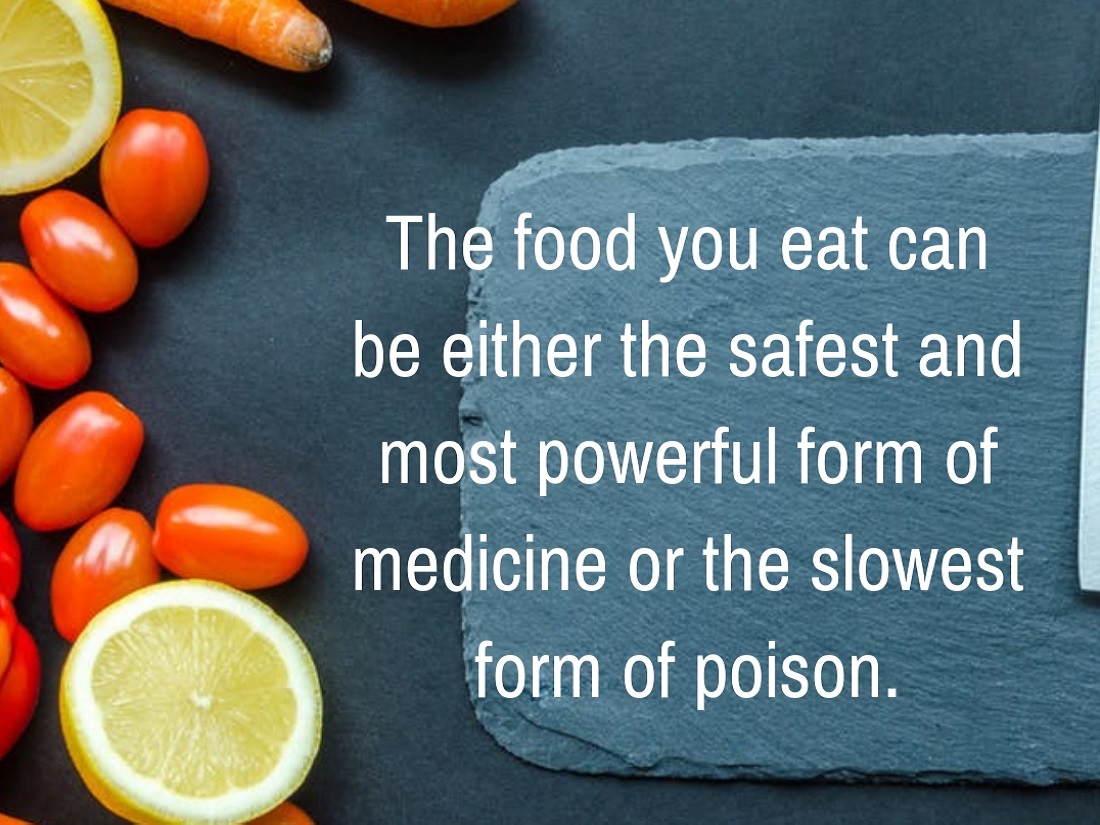 The food you eat can
be either the safest and
most powerful form of
medicine or the slowest
form of poison.